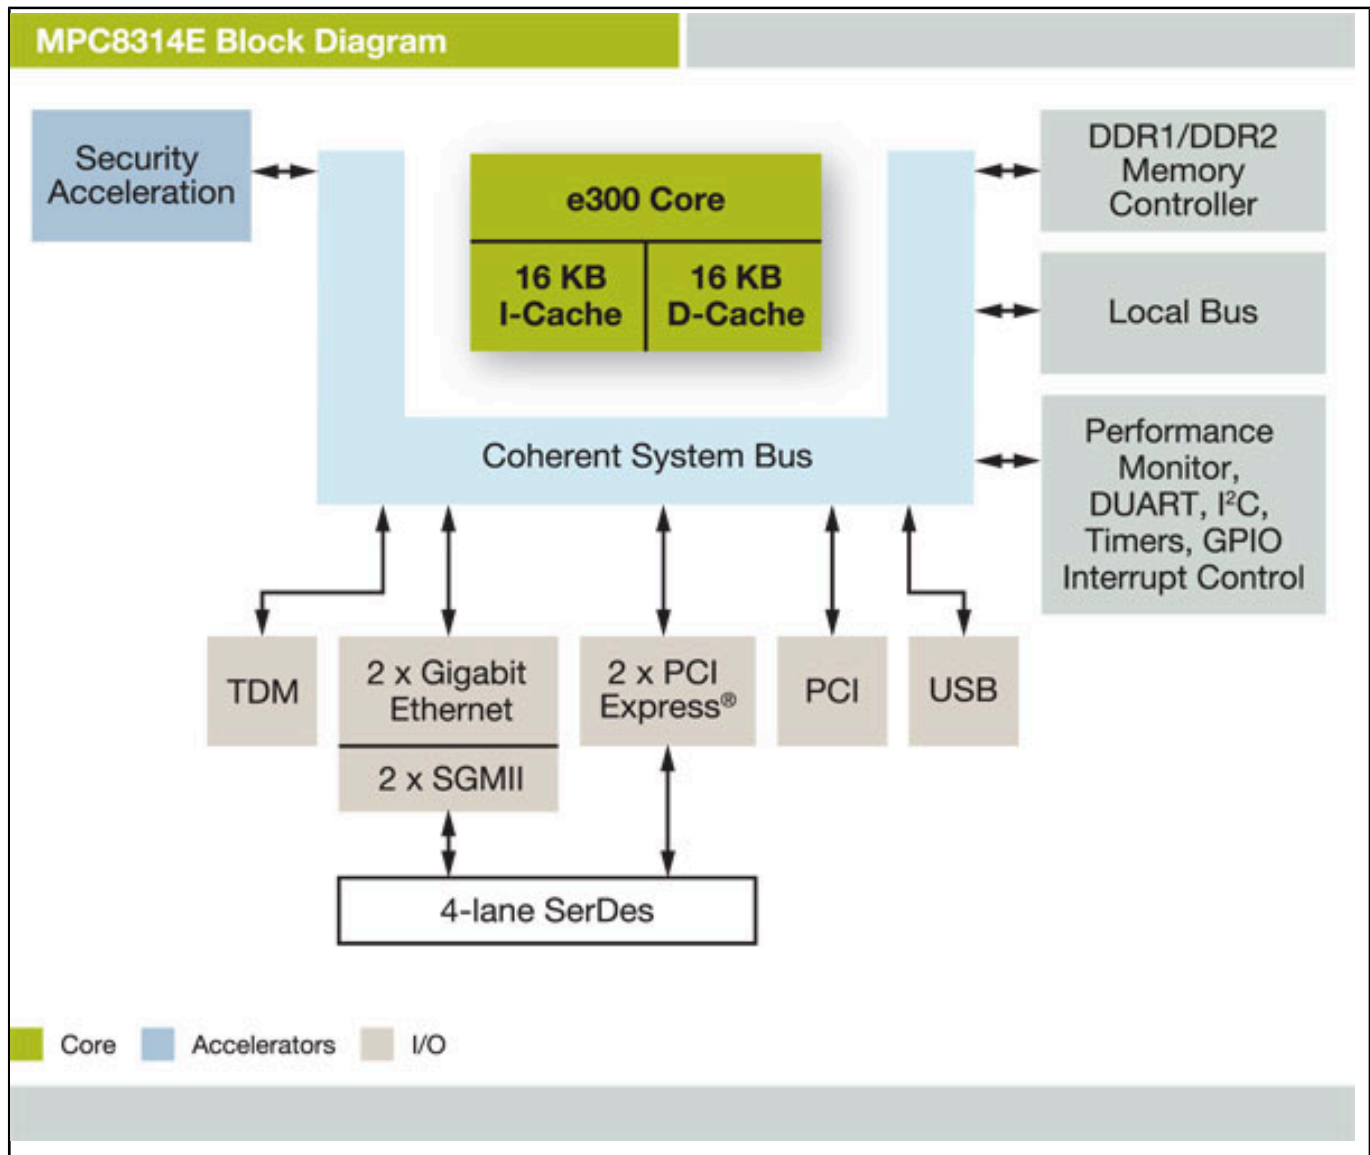 MPC8314E Block Diagram
Security
Acceleration
e300 Core
16 KB
I-Cache
16 KB
D-Cache
DDR1/DDR2
Memory
Controller
Local Bus
Coherent System Bus
Performance
Monitor,
DUART, I²C,
Timers, GPIO
Interrupt Control
TDM
2 x Gigabit
Ethernet
2 x SGMII
2 x PCI
Express®
PCI
USB
4-lane SerDes
Core
Accelerators
I/O